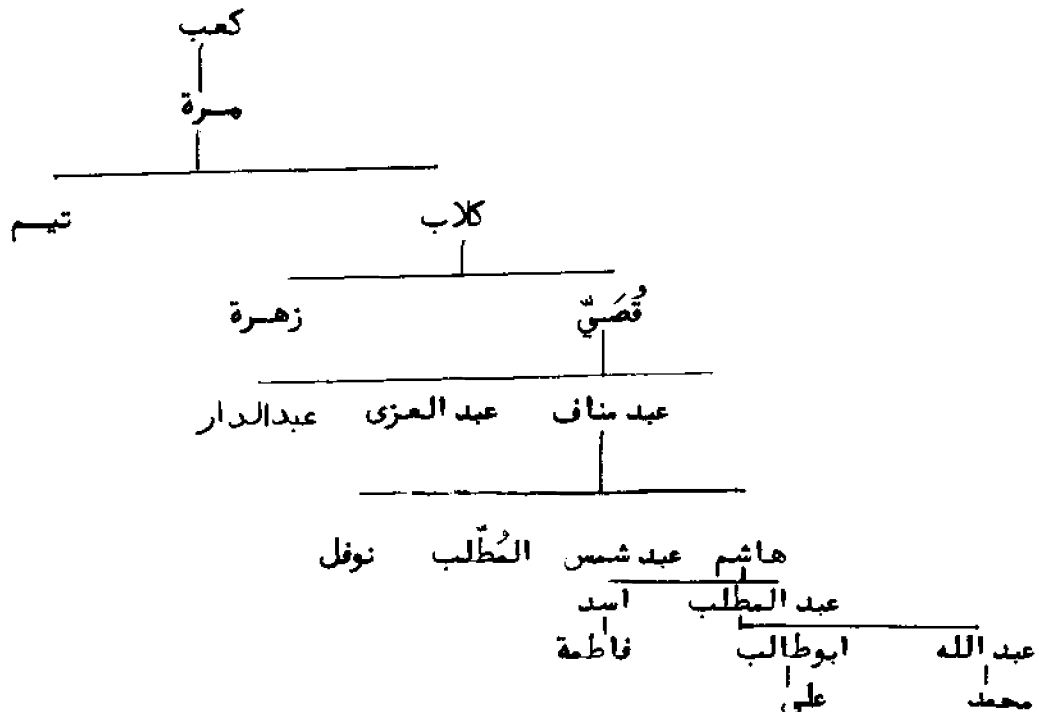 كعب
مرة
كلاب تيم
قُصَيّ زهرة
عبد مناف عبد العزى عبدالدار
هاشم عبد شمس المُطّلب نوفل
عبد المطلب اسد
عبد الله ابوطالب فاطمة
محمد علي